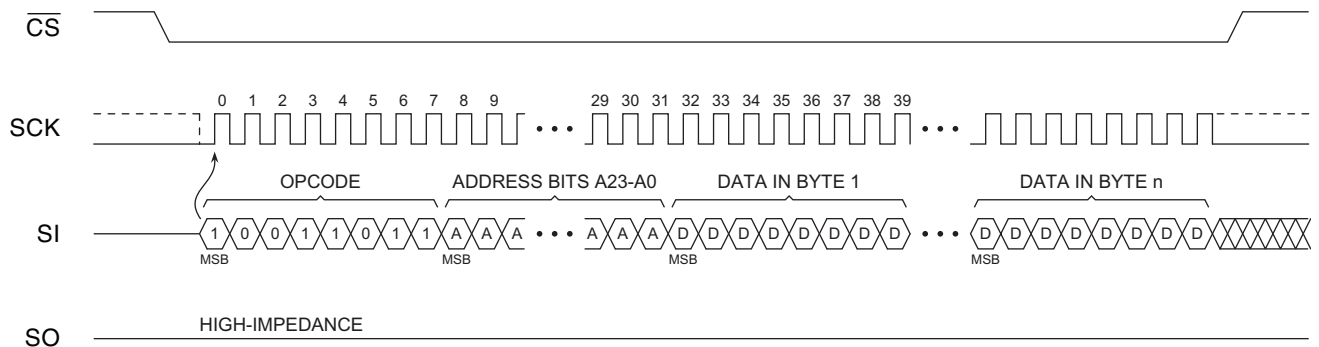 CS
SCK
0 1 2 3 4 5 6 7 8 9 29 30 31 32 33 34 35 36 37 38 39
OPCODE ADDRESS BITS A23-A0 DATA IN BYTE 1 DATA IN BYTE n
SI
1 0 0 1 1 0 1 1 A A A A A A D D D D D D D D D D D D D D D D
MSB MSB MSB MSB
HIGH-IMPEDANCE
SO